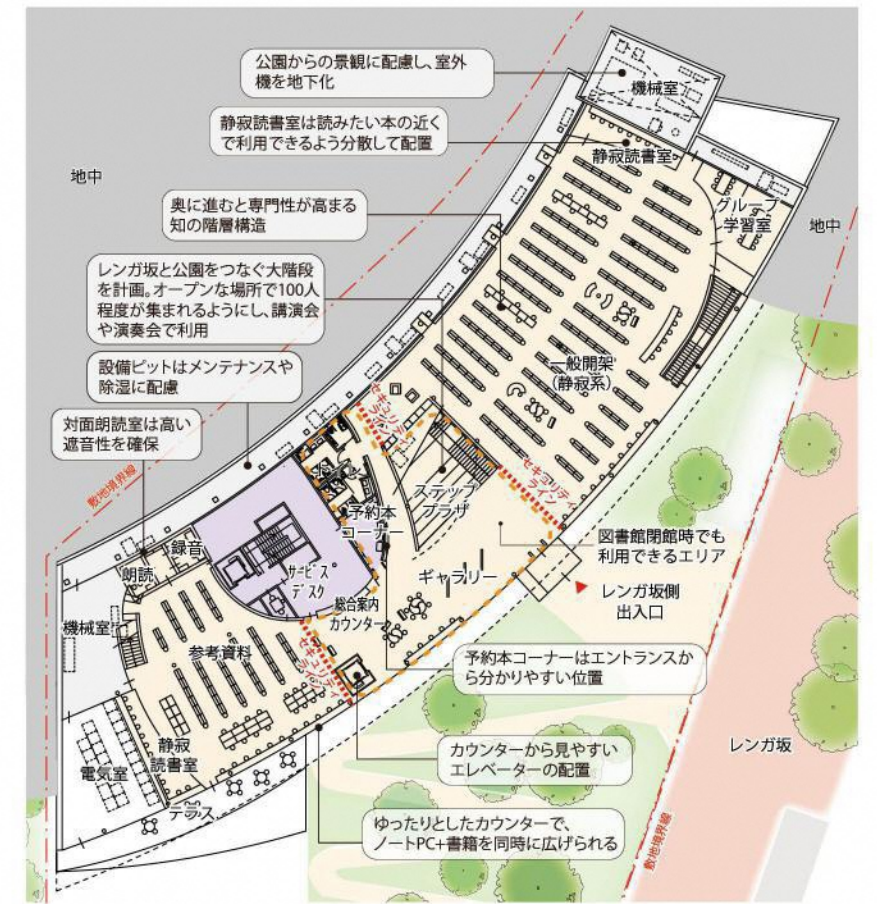 公園からの景観に配慮し、室外
機を地下化
機械室
静寂読書室は読みたい本の近く
で利用できるよう分散して配置
静寂読書室
地中
グループ
学習室
地中
奥に進むと専門性が高まる
知の階層構造
レンガ坂と公園をつなぐ大階段
を計画。オープンな場所で100人
程度が集まれるようにし、講演会
や演奏会で利用
一般開架
(静寂系)
設備ピットはメンテナンスや
除湿に配慮
セキュリティ
ライン
対面朗読室は高い
遮音性を確保
セキュリティ
ライン
敷地境界線
ステップ
プラザ
予約本
コーナー
図書館閉館時でも
利用できるエリア
録音
朗読
サービス
デスク
ギャラリー
レンガ坂側
出入口
総合案内
カウンター
機械室
参考資料
セキュリティ
ライン
予約本コーナーはエントランスか
ら分かりやすい位置
静寂
読書室
電気室
カウンターから見やすい
エレベーターの配置
レンガ坂
テラス
ゆったりとしたカウンターで、
ノートPC+書籍を同時に広げられる
敷地境界線